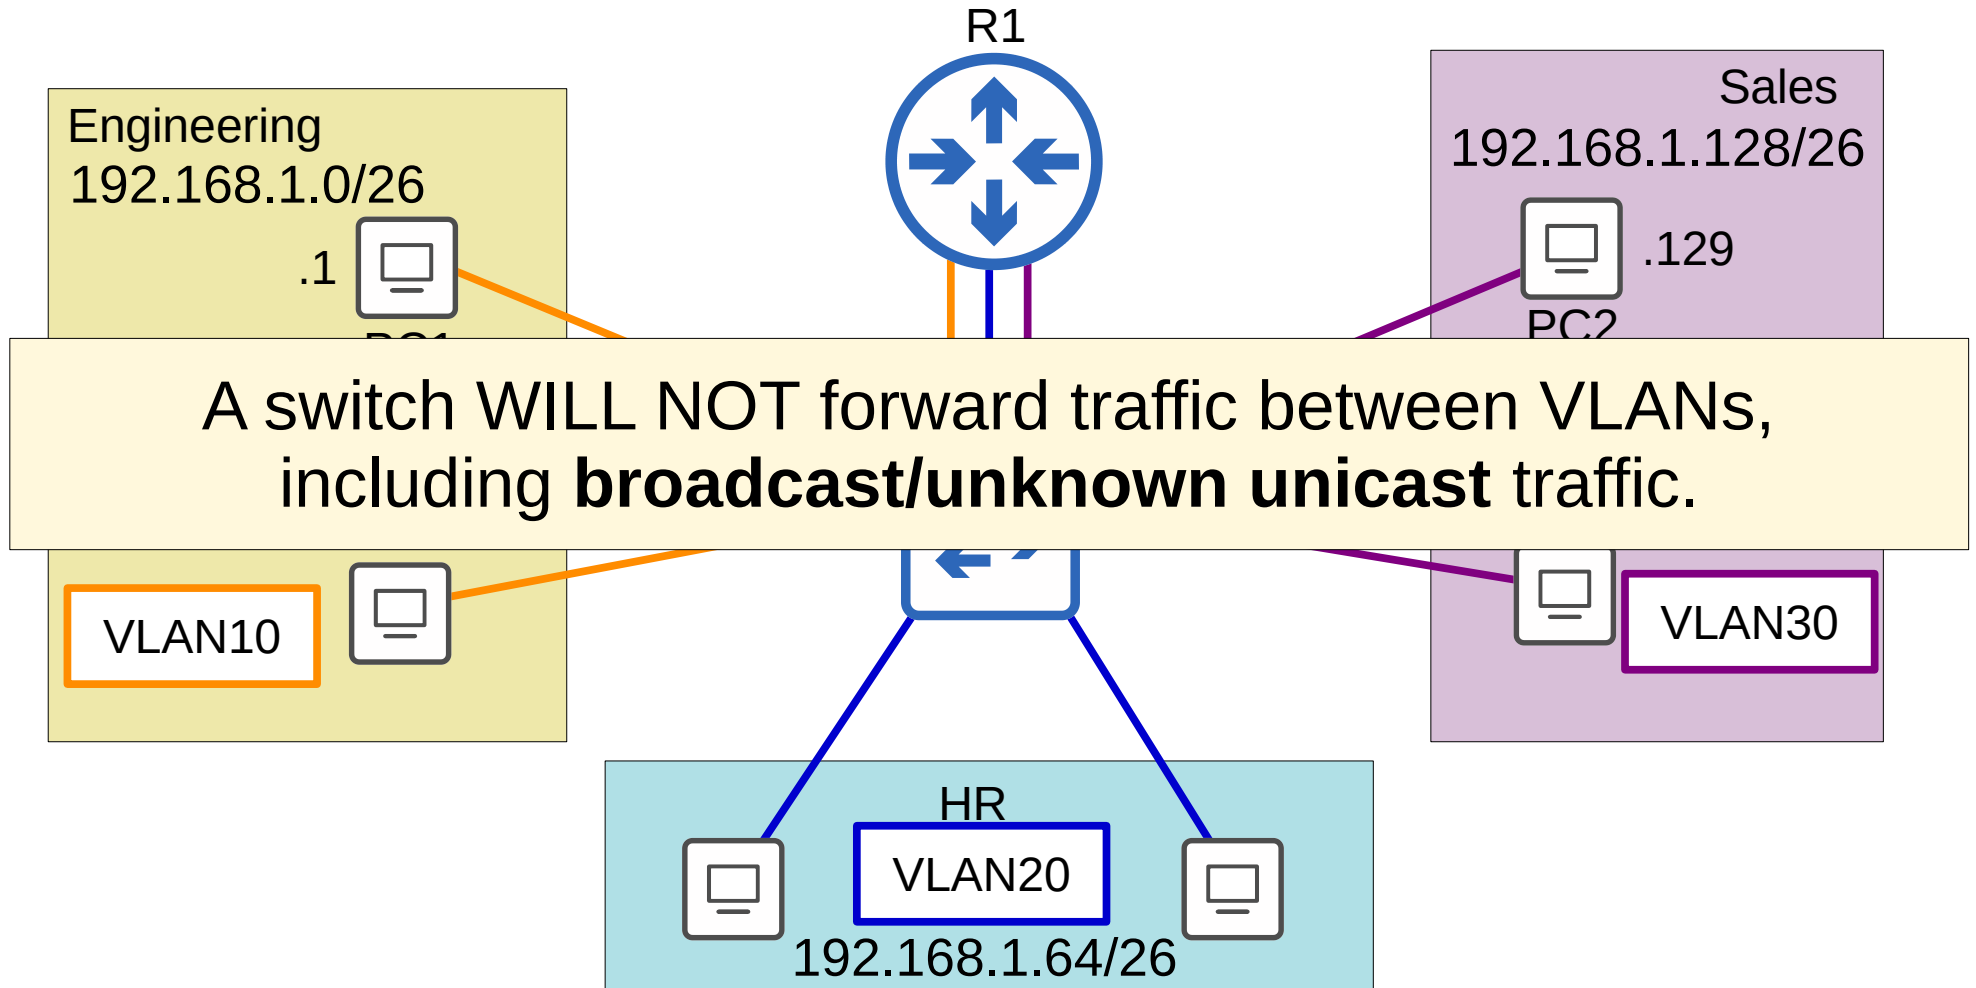 R1
Engineering
192.168.1.0/26
.1
Sales
192.168.1.128/26
.129
PC2
A switch WILL NOT forward traffic between VLANs,
including broadcast/unknown unicast traffic.
VLAN10
VLAN30
HR
VLAN20
192.168.1.64/26